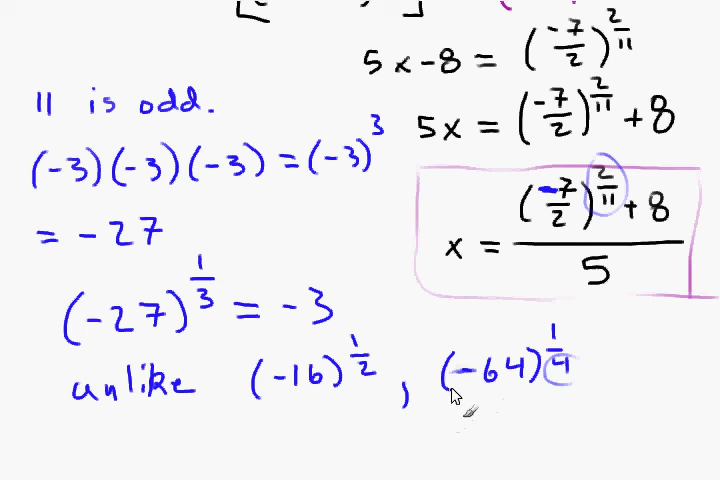 5x-8 = (-7/2)^(2/11)
11 is odd.
5x = (-7/2)^(2/11) + 8
(-3)(-3)(-3) = (-3)^3
x = ((-7/2)^(2/11) + 8)/5
= -27
(-27)^(1/3) = -3
unlike (-16)^(1/2), (-64)^(1/4)